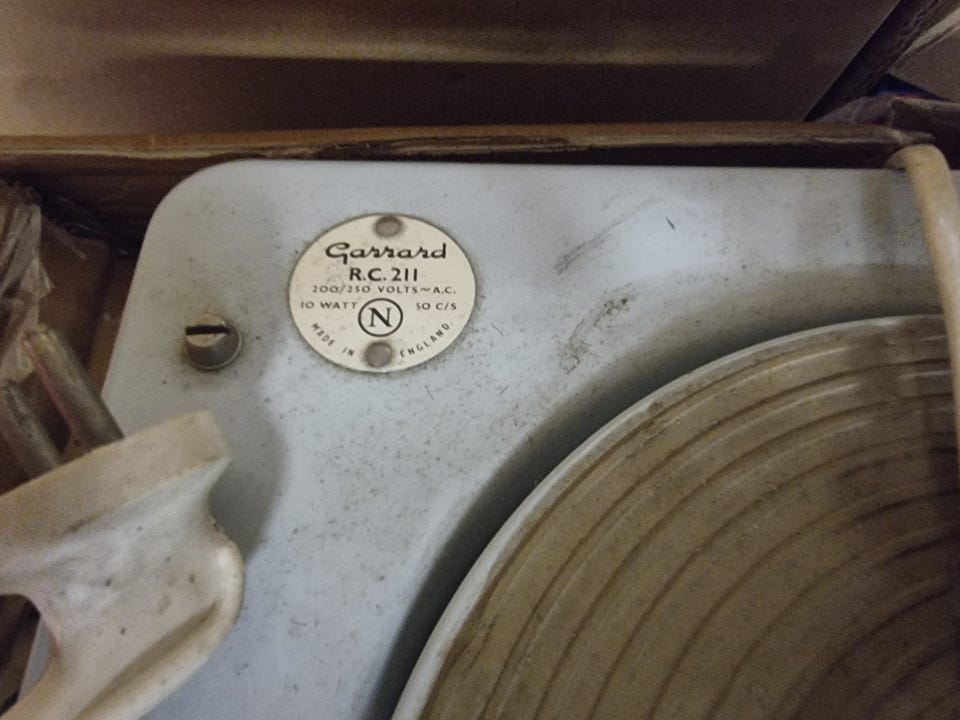 Garrard
R.C.211
200/250 VOLTS~A.C.
10 WATT N 50 C/S
MADE IN ENGLAND.